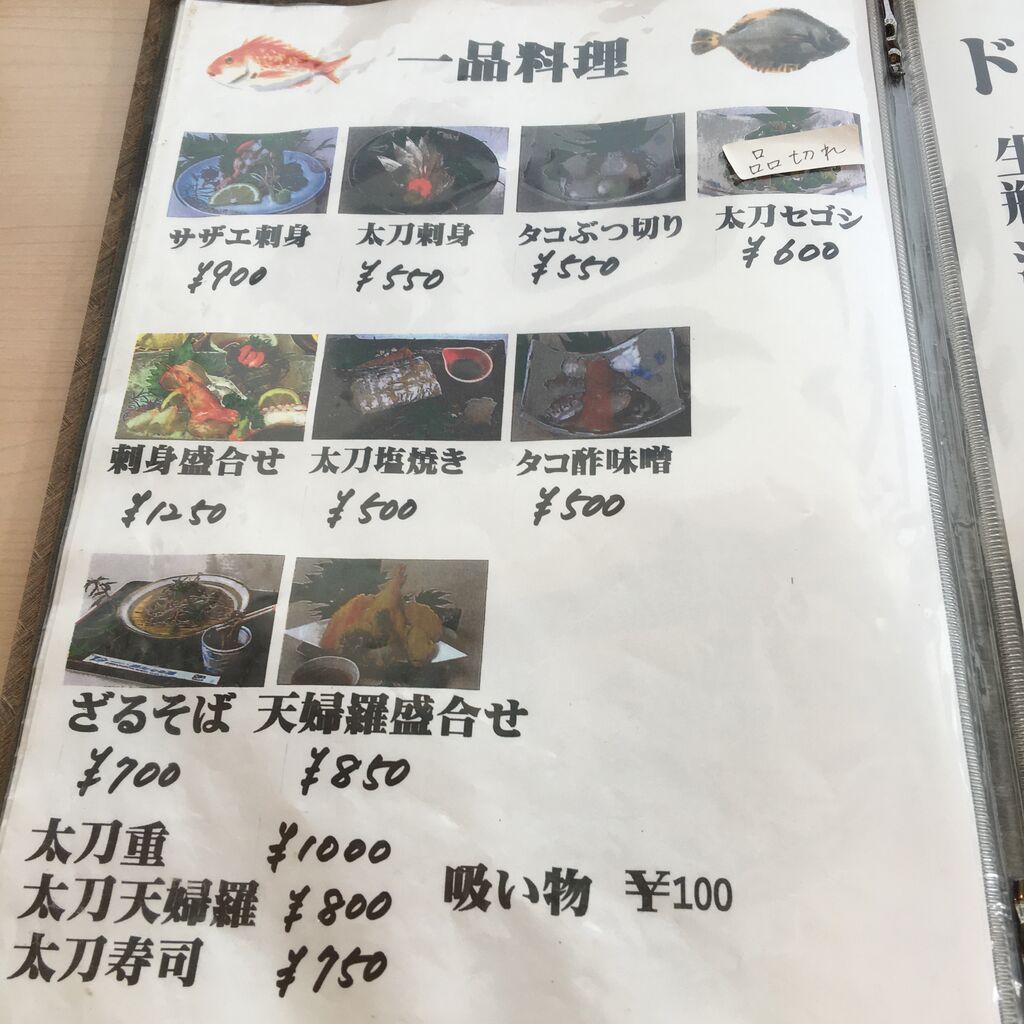 一品料理
品切れ
サザエ刺身 太刀刺身 タコぶつ切り 太刀セゴシ
¥900 ¥550 ¥550 ¥600
刺身盛合せ 太刀塩焼き タコ酢味噌
¥1250 ¥500 ¥500
ざるそば 天婦羅盛合せ
¥700 ¥850
太刀重 ¥1000
太刀天婦羅 ¥800
太刀寿司 ¥750
吸い物 ¥100
ド
生瓶